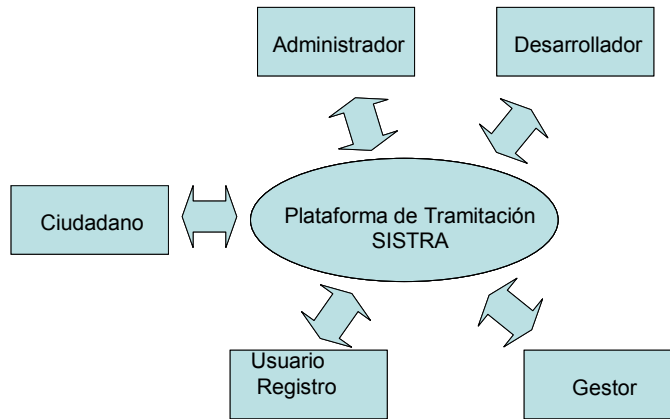 Administrador
Desarrollador
Ciudadano
Plataforma de Tramitación
SISTRA
Usuario
Registro
Gestor